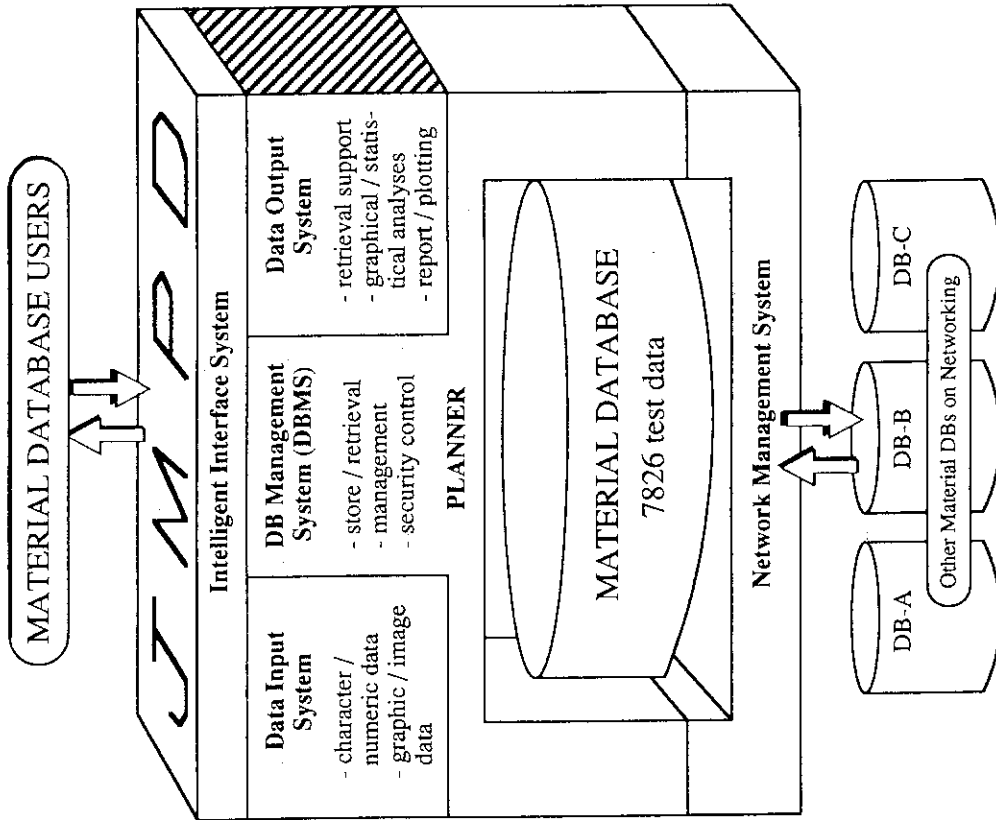 MATERIAL DATABASE USERS
J M P D
Intelligent Interface System
Data Input
System
- character /
numeric data
- graphic / image
data
DB Management
System (DBMS)
- store / retrieval
- management
- security control
Data Output
System
- retrieval support
- graphical / statis-
tical analyses
- report / plotting
PLANNER
MATERIAL DATABASE
7826 test data
Network Management System
DB-A
DB-B
DB-C
Other Material DBs on Networking